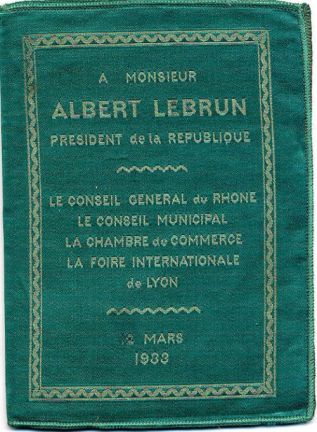 A MONSIEUR
ALBERT LEBRUN
PRESIDENT de la REPUBLIQUE
LE CONSEIL GENERAL du RHONE
LE CONSEIL MUNICIPAL
LA CHAMBRE de COMMERCE
LA FOIRE INTERNATIONALE
de LYON
MARS
1933